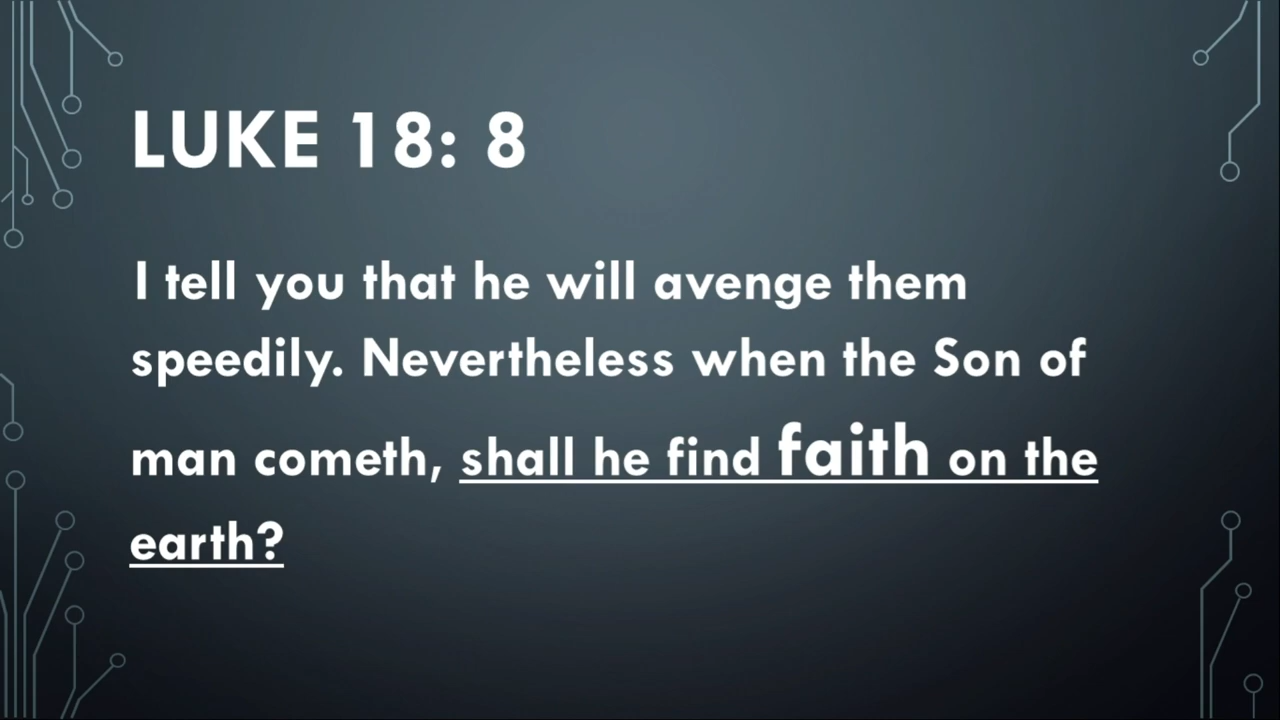 LUKE 18: 8
I tell you that he will avenge them
speedily. Nevertheless when the Son of
man cometh, shall he find faith on the
earth?